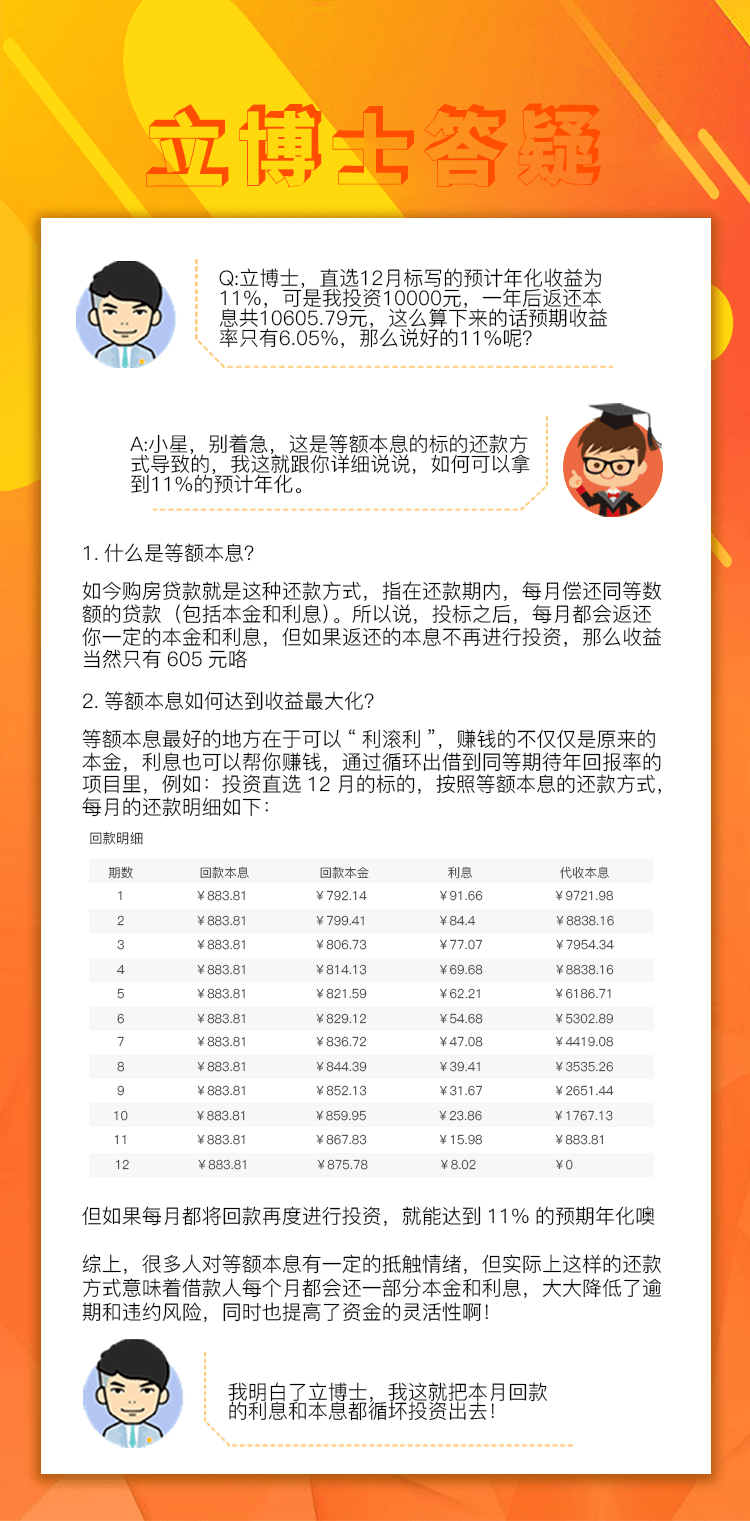 立博士答疑
Q:立博士，直选12月标写的预计年化收益为
11%，可是我投资10000元，一年后返还本
息共10605.79元，这么算下来的话预期收益
率只有6.05%，那么说好的11%呢？
A:小星，别着急，这是等额本息的标的还款方
式导致的，我这就跟你详细说说，如何可以拿
到11%的预计年化。
1. 什么是等额本息？
如今购房贷款就是这种还款方式，指在还款期内，每月偿还同等数
额的贷款（包括本金和利息）。所以说，投标之后，每月都会返还
你一定的本金和利息，但如果返还的本息不再进行投资，那么收益
当然只有 605 元咯
2. 等额本息如何达到收益最大化？
等额本息最好的地方在于可以 “ 利滚利 ”，赚钱的不仅仅是原来的
本金，利息也可以帮你赚钱，通过循环出借到同等期待年回报率的
项目里，例如：投资直选 12 月的标的，按照等额本息的还款方式，
每月的还款明细如下：
回款明细
期数 回款本息 回款本金 利息 代收本息
1 ￥883.81 ￥792.14 ￥91.66 ￥9721.98
2 ￥883.81 ￥799.41 ￥84.4 ￥8838.16
3 ￥883.81 ￥806.73 ￥77.07 ￥7954.34
4 ￥883.81 ￥814.13 ￥69.68 ￥8838.16
5 ￥883.81 ￥821.59 ￥62.21 ￥6186.71
6 ￥883.81 ￥829.12 ￥54.68 ￥5302.89
7 ￥883.81 ￥836.72 ￥47.08 ￥4419.08
8 ￥883.81 ￥844.39 ￥39.41 ￥3535.26
9 ￥883.81 ￥852.13 ￥31.67 ￥2651.44
10 ￥883.81 ￥859.95 ￥23.86 ￥1767.13
11 ￥883.81 ￥867.83 ￥15.98 ￥883.81
12 ￥883.81 ￥875.78 ￥8.02 ￥0
但如果每月都将回款再度进行投资，就能达到 11% 的预期年化噢
综上，很多人对等额本息有一定的抵触情绪，但实际上这样的还款
方式意味着借款人每个月都会还一部分本金和利息，大大降低了逾
期和违约风险，同时也提高了资金的灵活性啊！
我明白了立博士，我这就把本月回款
的利息和本息都循环投资出去！